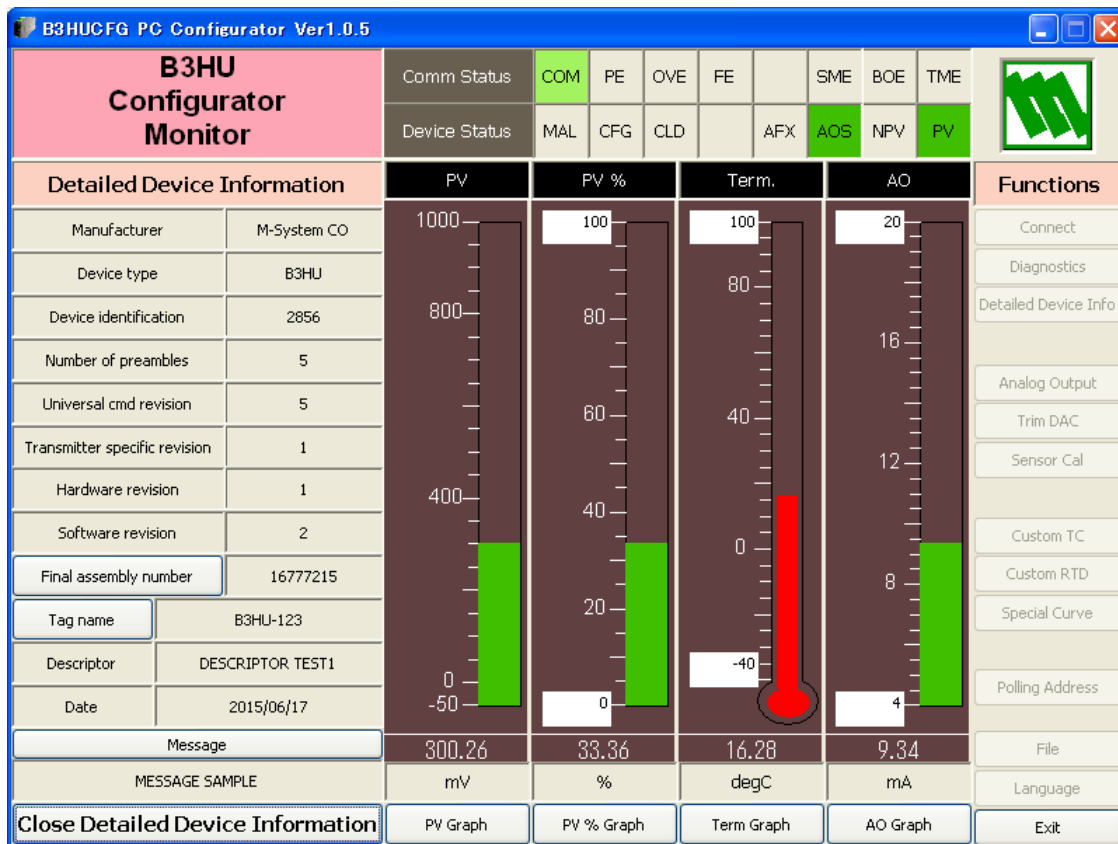 B3HUCFG PC Configurator Ver1.0.5
B3HU
Configurator
Monitor
Comm Status
COM
PE
OVE
FE
SME
BOE
TME
Device Status
MAL
CFG
CLD
AFX
AOS
NPV
PV
Detailed Device Information
Manufacturer
M-System CO
Device type
B3HU
Device identification
2856
Number of preambles
5
Universal cmd revision
5
Transmitter specific revision
1
Hardware revision
1
Software revision
2
Final assembly number
16777215
Tag name
B3HU-123
Descriptor
DESCRIPTOR TEST1
Date
2015/06/17
Message
MESSAGE SAMPLE
Close Detailed Device Information
PV
1000
800
400
0
-50
300.26
mV
PV Graph
PV %
100
80
60
40
20
0
33.36
%
PV % Graph
Term.
100
80
40
0
-40
16.28
degC
Term Graph
AO
20
16
12
8
4
9.34
mA
AO Graph
Functions
Connect
Diagnostics
Detailed Device Info
Analog Output
Trim DAC
Sensor Cal
Custom TC
Custom RTD
Special Curve
Polling Address
File
Language
Exit